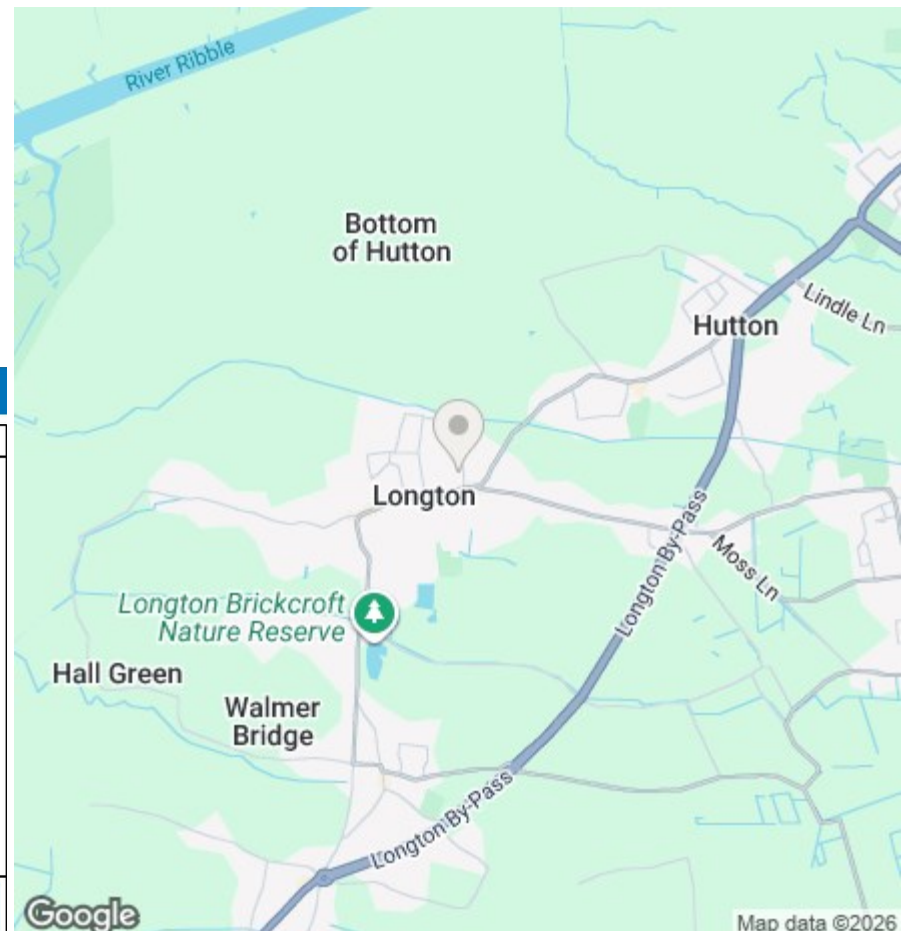 River Ribble
Bottom
of Hutton
Lindle Ln
Hutton
Longton
Longton By-Pass
Moss Ln
Longton Brickcroft
Nature Reserve
Hall Green
Walmer
Bridge
Longton By-Pass
Google
Map data ©2026